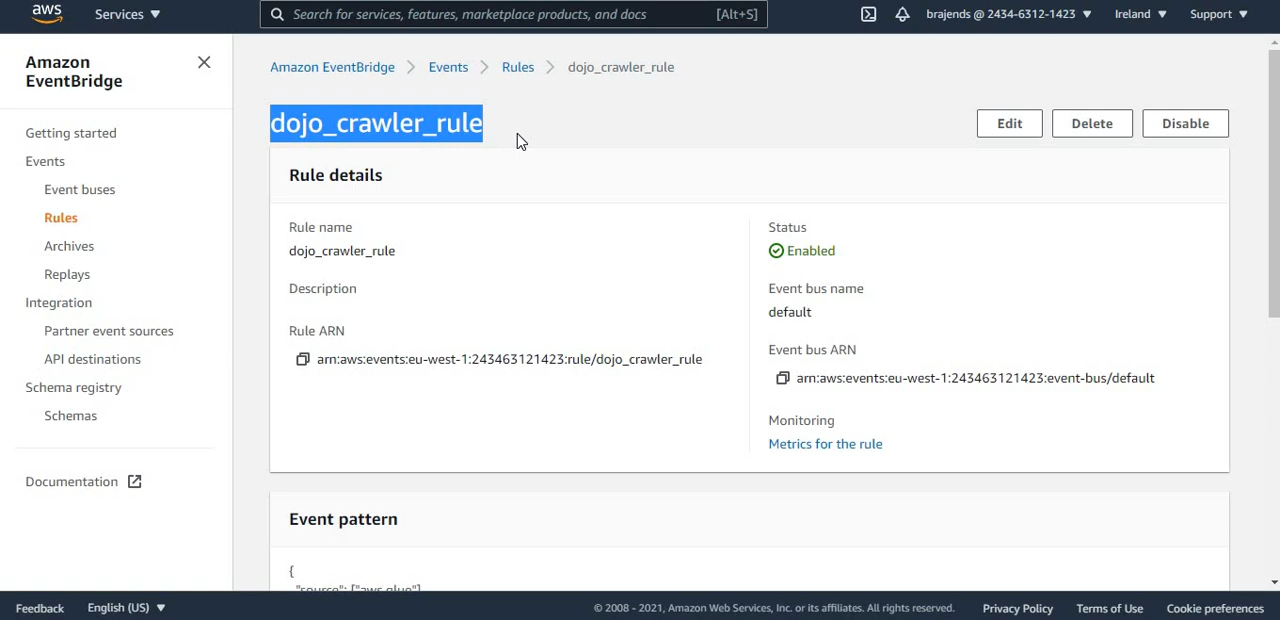 aws
Services ▼
Search for services, features, marketplace products, and docs
[Alt+S]
brajends @ 2434-6312-1423 ▼
Ireland ▼
Support ▼
Amazon EventBridge
Getting started
Events
Event buses
Rules
Archives
Replays
Integration
Partner event sources
API destinations
Schema registry
Schemas
Documentation
Amazon EventBridge > Events > Rules > dojo_crawler_rule
dojo_crawler_rule
Edit
Delete
Disable
Rule details
Rule name
dojo_crawler_rule
Description
Rule ARN
arn:aws:events:eu-west-1:243463121423:rule/dojo_crawler_rule
Status
Enabled
Event bus name
default
Event bus ARN
arn:aws:events:eu-west-1:243463121423:event-bus/default
Monitoring
Metrics for the rule
Event pattern
{
"source": ["aws.glue"]
Feedback
English (US) ▼
© 2008 - 2021, Amazon Web Services, Inc. or its affiliates. All rights reserved.
Privacy Policy
Terms of Use
Cookie preferences